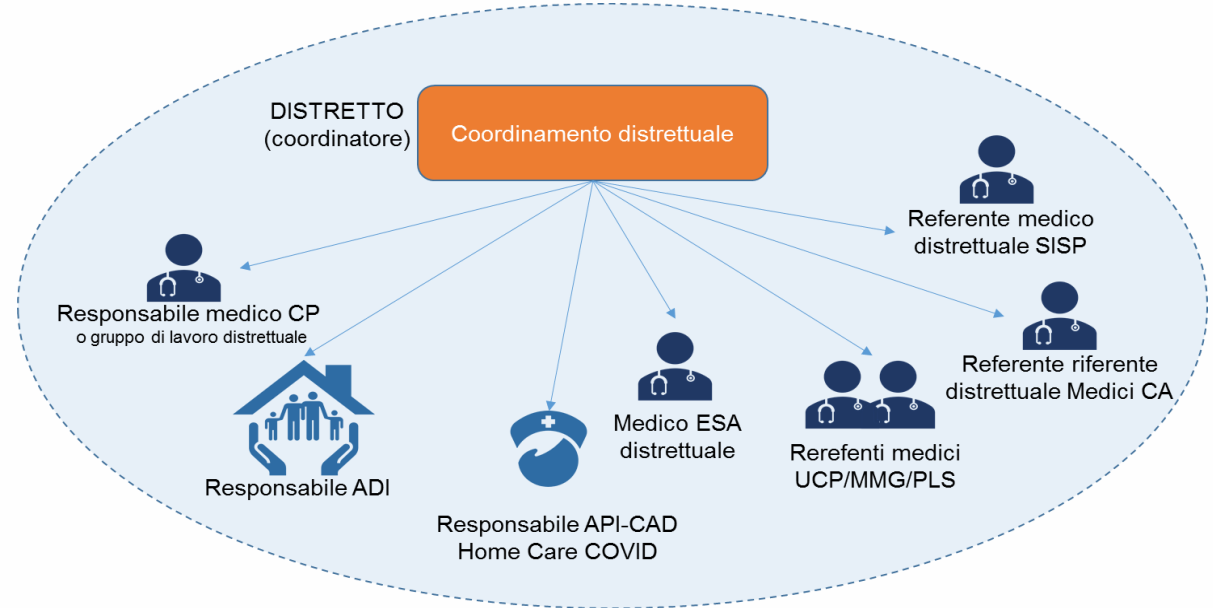 DISTRETTO
(coordinatore)
Coordinamento distrettuale
Referente medico
distrettuale SISP
Responsabile medico CP
o gruppo di lavoro distrettuale
Referente riferente
distrettuale Medici CA
Medico ESA
distrettuale
Rerefenti medici
UCP/MMG/PLS
Responsabile ADI
Responsabile API-CAD
Home Care COVID